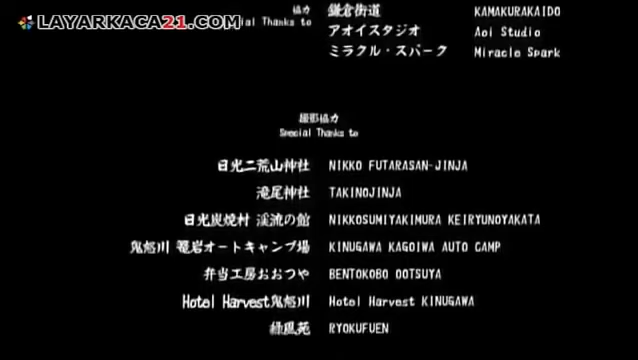 LAYARKACA21.COM
協力
Special Thanks to
鎌倉街道 KAMAKURAKAIDO
アオイスタジオ Aoi Studio
ミラクル・スパーク Miracle Spark
撮影協力
Special Thanks to
日光二荒山神社 NIKKO FUTARASAN-JINJA
滝尾神社 TAKINOJINJA
日光炭焼村 渓流の館 NIKKOSUMIYAKIMURA KEIRYUNOYAKATA
鬼怒川 籠岩オートキャンプ場 KINUGAWA KAGOIWA AUTO CAMP
弁当工房おおつや BENTOKOBO OOTSUYA
Hotel Harvest鬼怒川 Hotel Harvest KINUGAWA
緑風苑 RYOKUFUEN